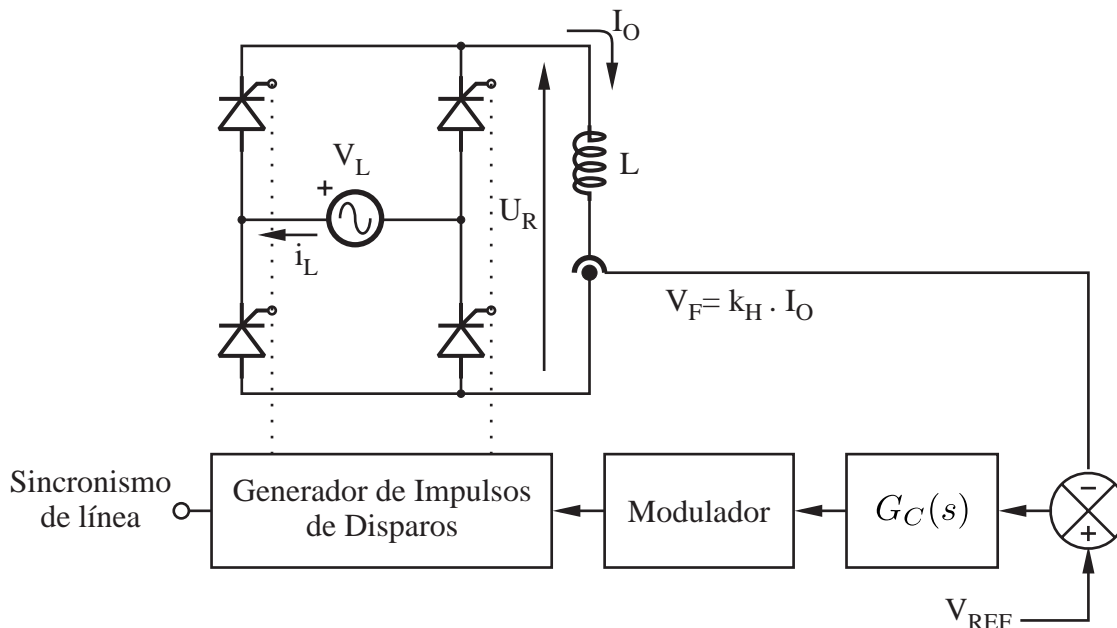 I_O
V_L
+
L
U_R
i_L
V_F= k_H . I_O
Sincronismo
de línea
Generador de Impulsos
de Disparos
Modulador
G_C(s)
−
+
V_REF